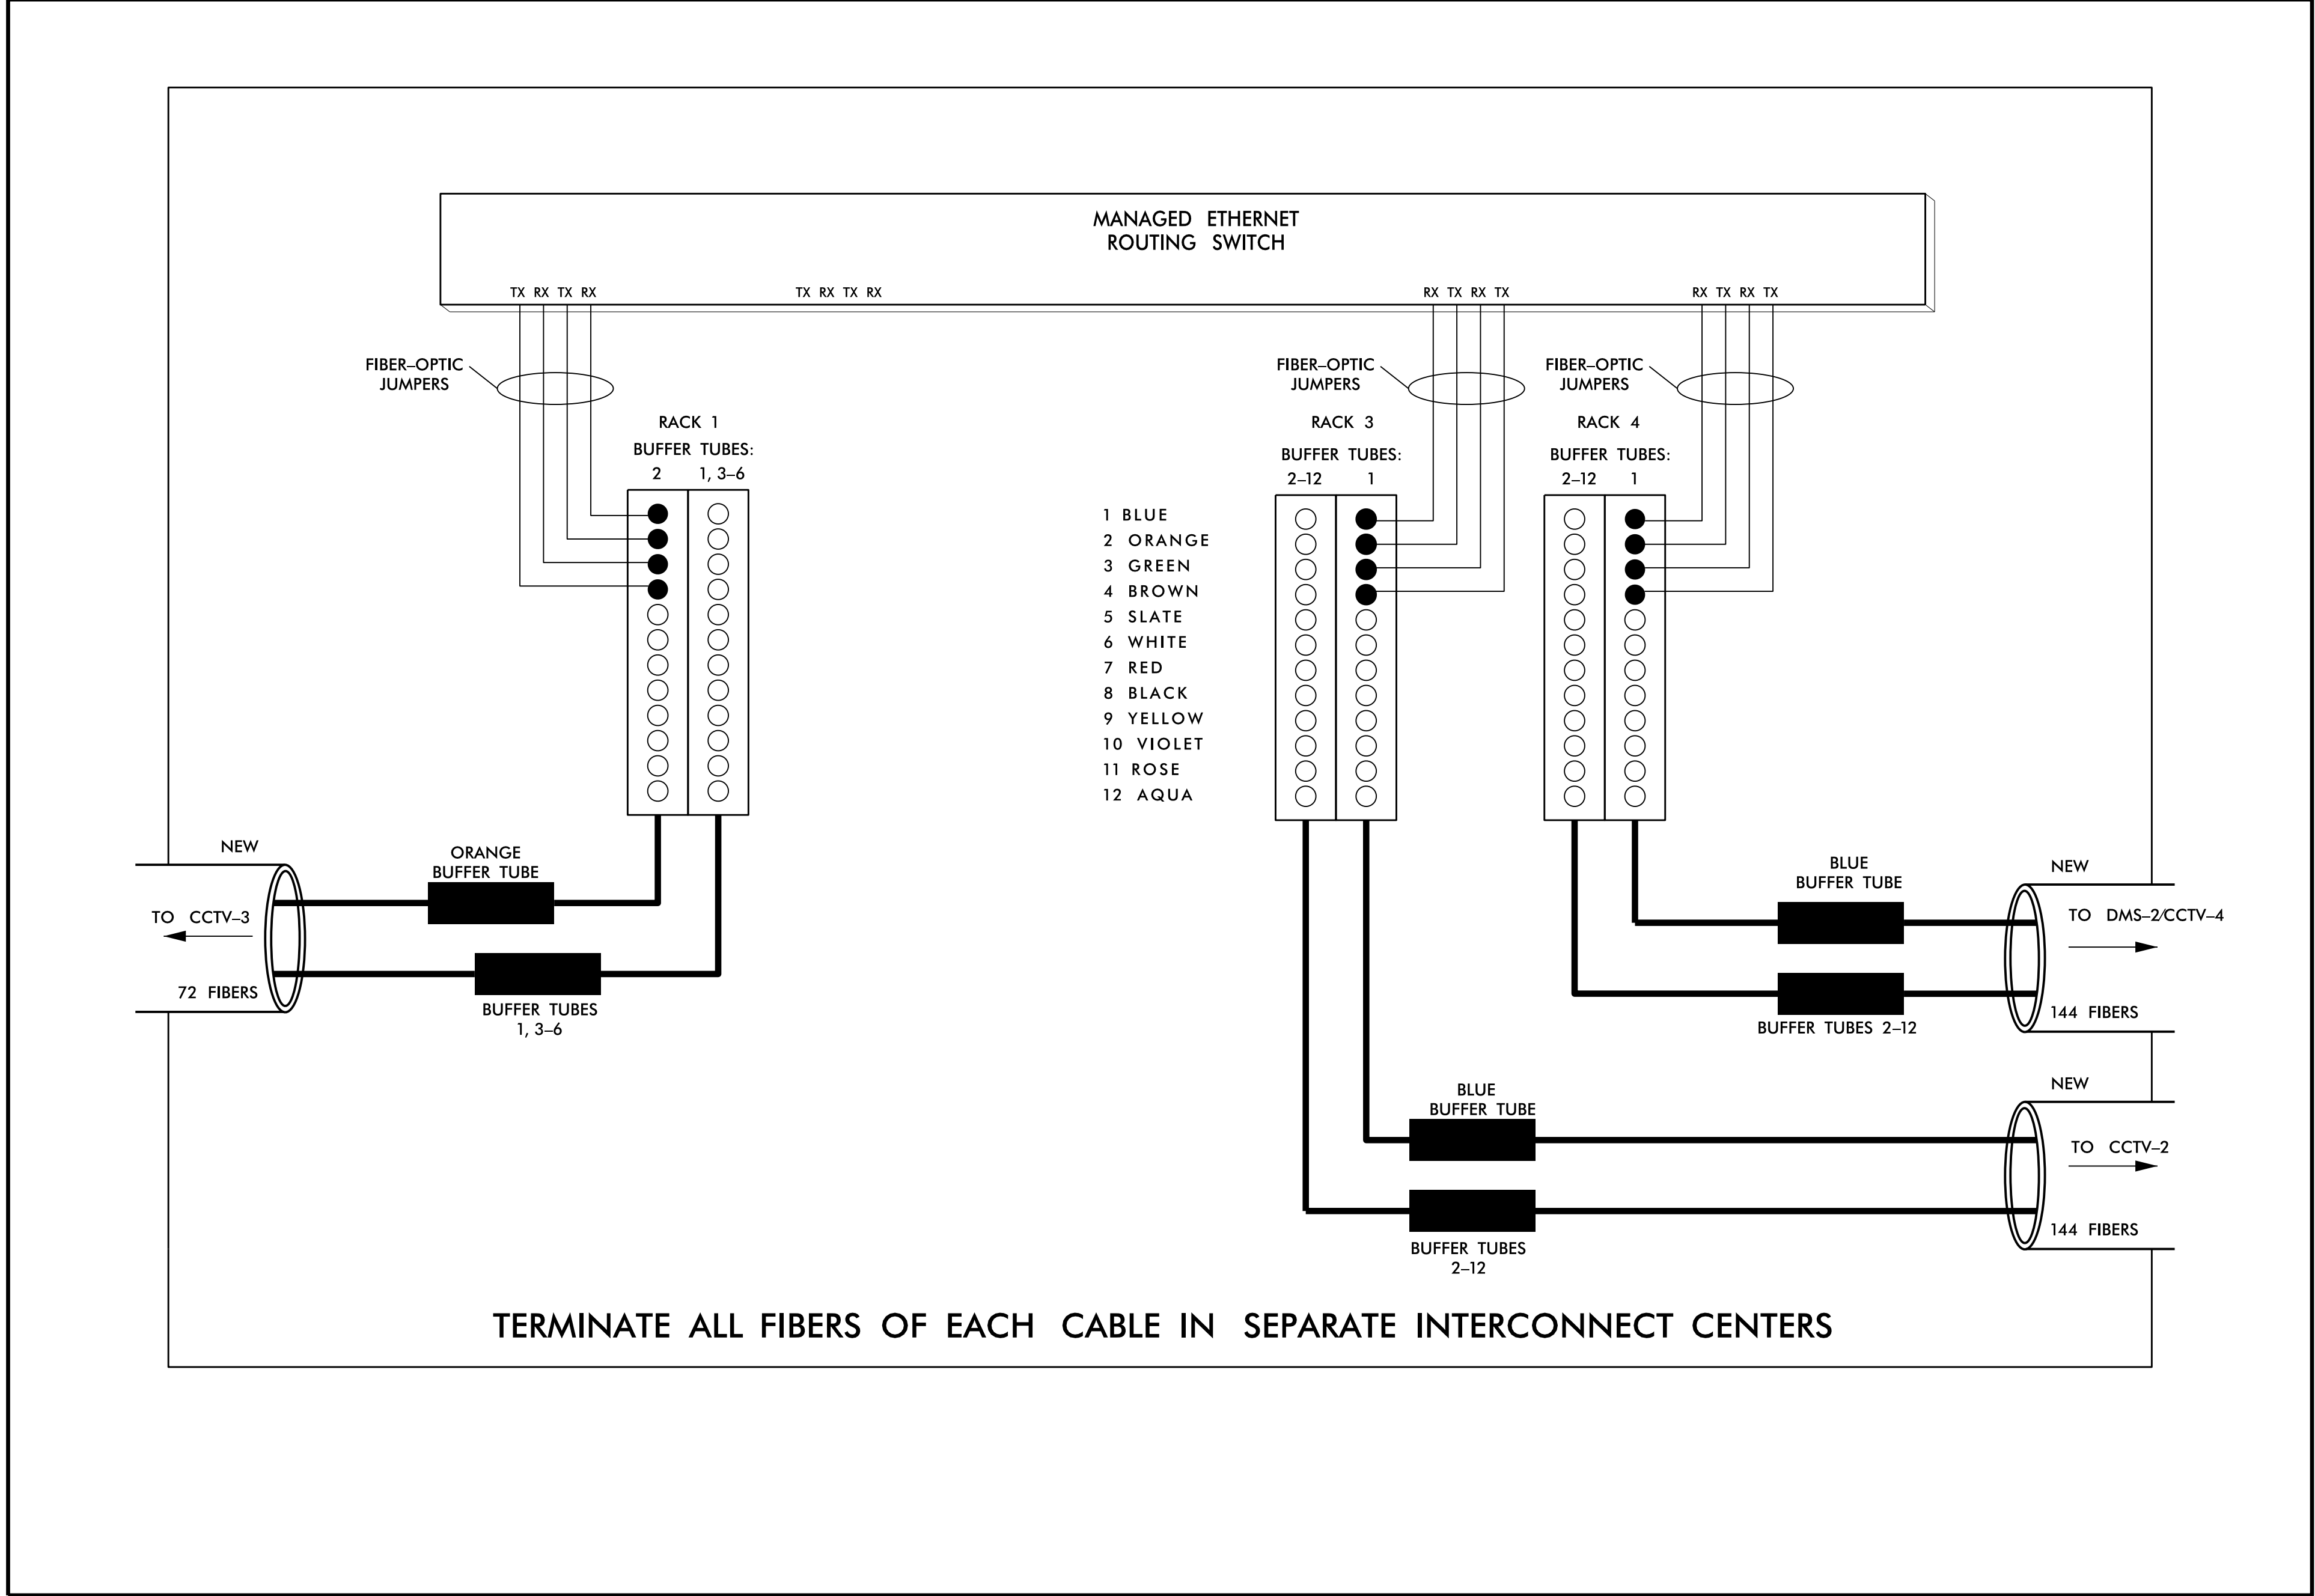 MANAGED ETHERNET
ROUTING SWITCH
TX RX TX RX
TX RX TX RX
RX TX RX TX
RX TX RX TX
FIBER–OPTIC
JUMPERS
FIBER–OPTIC
JUMPERS
FIBER–OPTIC
JUMPERS
RACK 1
BUFFER TUBES:
2 1, 3–6
RACK 3
BUFFER TUBES:
2–12 1
RACK 4
BUFFER TUBES:
2–12 1
1 BLUE
2 ORANGE
3 GREEN
4 BROWN
5 SLATE
6 WHITE
7 RED
8 BLACK
9 YELLOW
10 VIOLET
11 ROSE
12 AQUA
NEW
TO CCTV–3
72 FIBERS
ORANGE
BUFFER TUBE
BUFFER TUBES
1, 3–6
BLUE
BUFFER TUBE
BUFFER TUBES 2–12
NEW
TO DMS–2/CCTV–4
144 FIBERS
BLUE
BUFFER TUBE
BUFFER TUBES
2–12
NEW
TO CCTV–2
144 FIBERS
TERMINATE ALL FIBERS OF EACH CABLE IN SEPARATE INTERCONNECT CENTERS